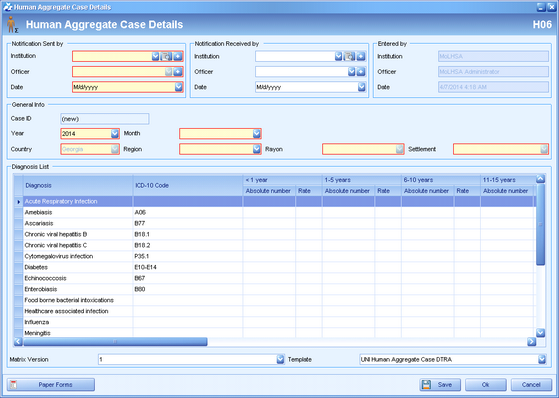 Human Aggregate Case Details
Human Aggregate Case Details H06
Notification Sent by Notification Received by Entered by
Institution Institution Institution MoLHSA
Officer Officer Officer MoLHSA Administrator
Date M/d/yyyy Date M/d/yyyy Date 4/7/2014 4:18 AM
General Info
Case ID (new)
Year 2014 Month
Country Georgia Region Rayon Settlement
Diagnosis List
Diagnosis ICD-10 Code < 1 year 1-5 years 6-10 years 11-15 years
Absolute number Rate Absolute number Rate Absolute number Rate Absolute number
Acute Respiratory Infection
Amebiasis A06
Ascariasis B77
Chronic viral hepatitis B B18.1
Chronic viral hepatitis C B18.2
Cytomegalovirus infection P35.1
Diabetes E10-E14
Echinococcosis B67
Enterobiasis B80
Food borne bacterial intoxications
Healthcare associated infection
Influenza
Meningitis
Matrix Version 1 Template UNI Human Aggregate Case DTRA
Paper Forms Save Ok Cancel